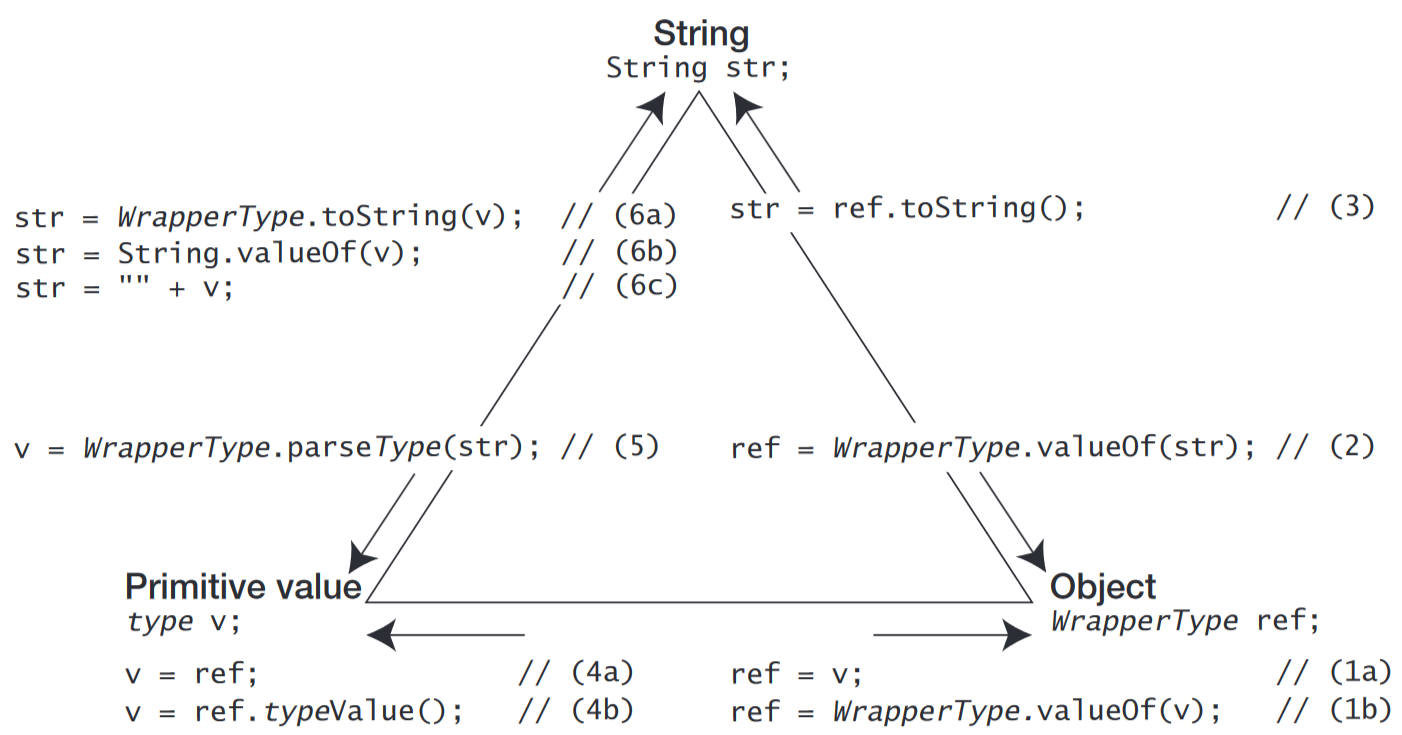 String
String str;
str = WrapperType.toString(v); // (6a)
str = String.valueOf(v); // (6b)
str = "" + v; // (6c)
str = ref.toString(); // (3)
v = WrapperType.parseType(str); // (5)
ref = WrapperType.valueOf(str); // (2)
Primitive value
type v;
v = ref; // (4a)
v = ref.typeValue(); // (4b)
Object
WrapperType ref;
ref = v; // (1a)
ref = WrapperType.valueOf(v); // (1b)